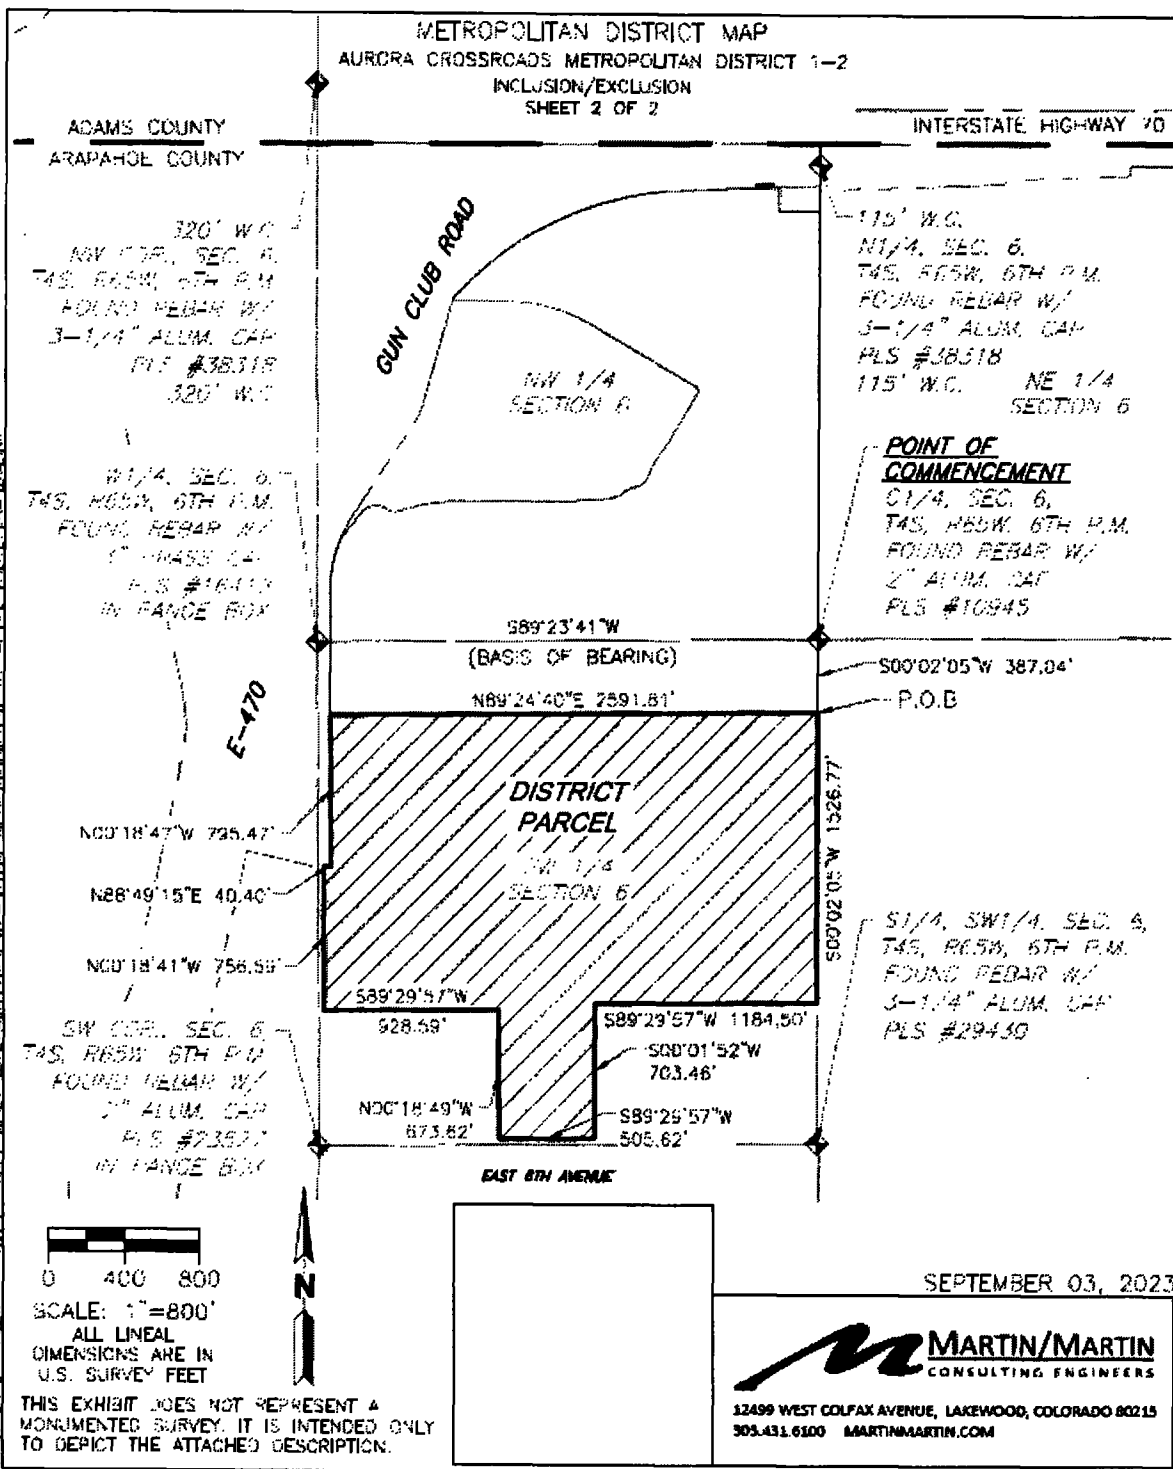 METROPOLITAN DISTRICT MAP
AURORA CROSSROADS METROPOLITAN DISTRICT 1-2
INCLUSION/EXCLUSION
SHEET 2 OF 2
ADAMS COUNTY
ARAPAHOE COUNTY
INTERSTATE HIGHWAY 70
320' W.C.
NW COR., SEC. 6,
T4S, R65W, 6TH P.M.
FOUND REBAR W/
3-1/4" ALUM. CAP
PLS #38318
320' W.C.
GUN CLUB ROAD
NW 1/4
SECTION 6
115' W.C.
N1/4, SEC. 6,
T4S, R65W, 6TH P.M.
FOUND REBAR W/
3-1/4" ALUM. CAP
PLS #38318
115' W.C.
NE 1/4
SECTION 6
W1/4, SEC. 6,
T4S, R65W, 6TH P.M.
FOUND REBAR W/
1" BRASS CAP
PLS #16413
IN RANGE BOX
POINT OF
COMMENCEMENT
C1/4, SEC. 6,
T4S, R65W, 6TH P.M.
FOUND REBAR W/
2" ALUM. CAP
PLS #10945
S89°23'41"W
(BASIS OF BEARING)
S00°02'05"W 387.04'
N89°24'40"E 2591.81'
P.O.B
E-470
DISTRICT
PARCEL
SW 1/4
SECTION 6
N00°18'47"W 795.47'
N88°49'15"E 40.40'
N00°18'41"W 756.59'
S00°02'05"W 1526.77'
S1/4, SW1/4, SEC. 6,
T4S, R65W, 6TH P.M.
FOUND REBAR W/
3-1/4" ALUM. CAP
PLS #29430
S89°29'57"W
928.59'
S89°29'57"W 1184.50'
S00°01'52"W
703.46'
SW COR., SEC. 6
T4S, R65W 6TH P.M
FOUND REBAR W/
2" ALUM. CAP
PLS
IN RANGE BOX
N00°18'49"W
673.62'
S89°29'57"W
505.62'
EAST 6TH AVENUE
0 400 800
SCALE: 1"=800'
ALL LINEAL
DIMENSIONS ARE IN
U.S. SURVEY FEET
N
THIS EXHIBIT DOES NOT REPRESENT A
MONUMENTED SURVEY. IT IS INTENDED ONLY
TO DEPICT THE ATTACHED DESCRIPTION.
SEPTEMBER 03, 2023
MARTIN/MARTIN
CONSULTING ENGINEERS
12499 WEST COLFAX AVENUE, LAKEWOOD, COLORADO 80215
303.431.6100 MARTINMARTIN.COM